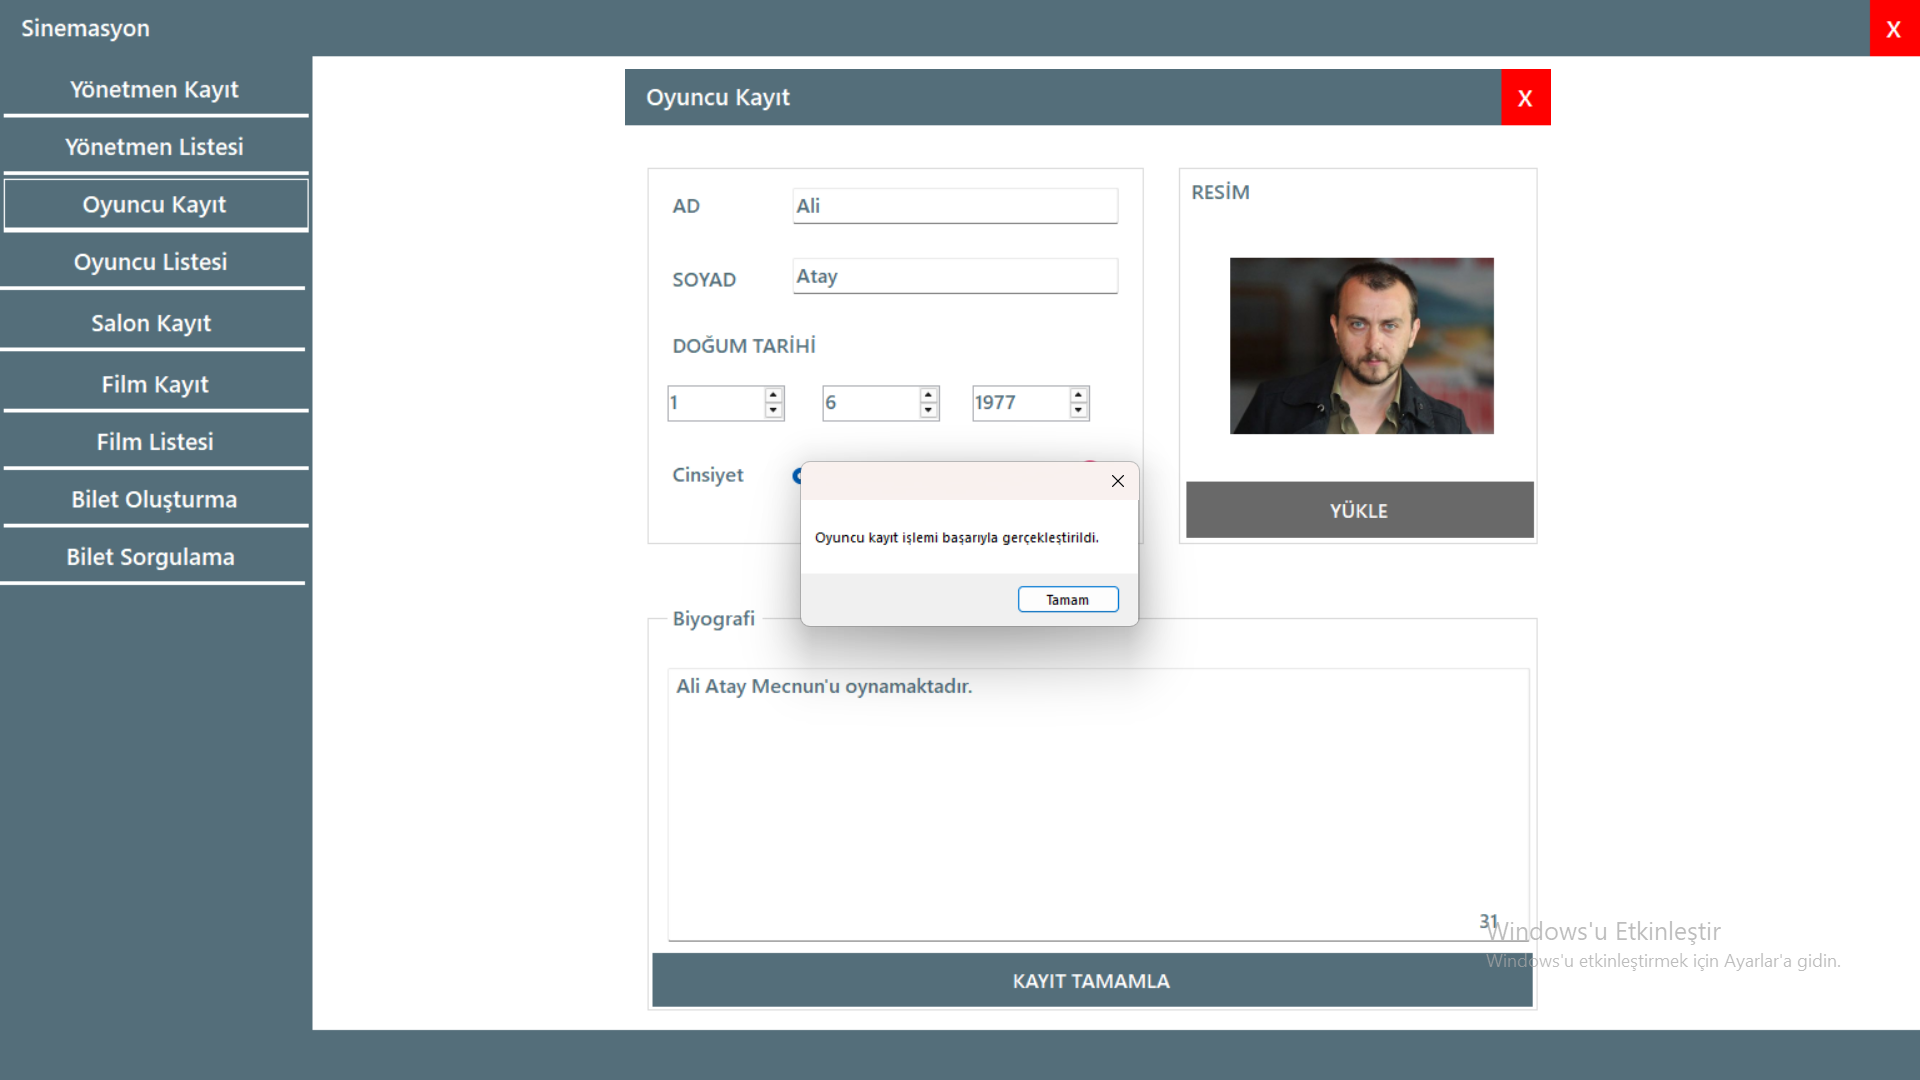 Sinemasyon
X
Yönetmen Kayıt
Yönetmen Listesi
Oyuncu Kayıt
Oyuncu Listesi
Salon Kayıt
Film Kayıt
Film Listesi
Bilet Oluşturma
Bilet Sorgulama
Oyuncu Kayıt
X
AD
Ali
SOYAD
Atay
DOĞUM TARİHİ
1
6
1977
Cinsiyet
RESİM
YÜKLE
Oyuncu kayıt işlemi başarıyla gerçekleştirildi.
Tamam
Biyografi
Ali Atay Mecnun'u oynamaktadır.
31
KAYIT TAMAMLA
Windows'u Etkinleştir
Windows'u etkinleştirmek için Ayarlar'a gidin.